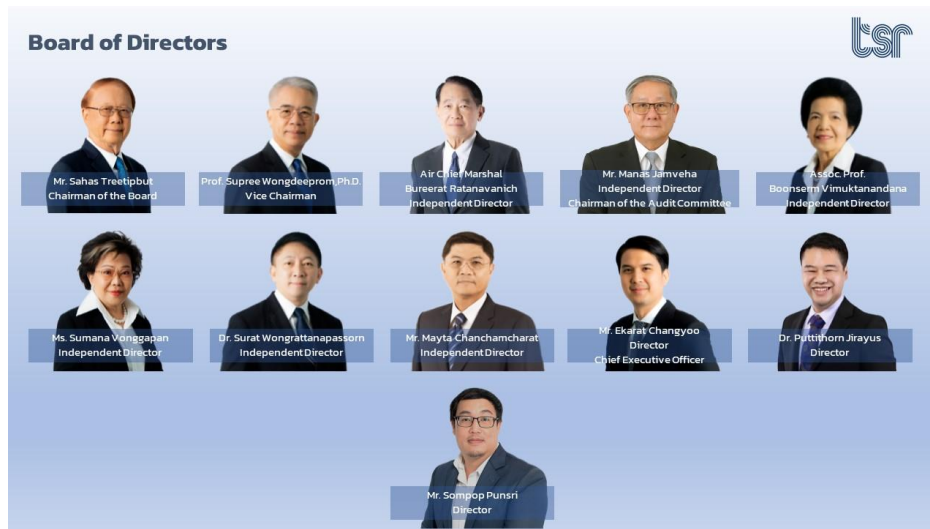 Board of Directors
tsr
Mr. Sahas Treetipbut
Chairman of the Board
Prof. Supree Wongdeeprom,Ph.D.
Vice Chairman
Air Chief Marshal
Bureerat Ratanavanich
Independent Director
Mr. Manas Jamveha
Independent Director
Chairman of the Audit Committee
Assoc. Prof.
Boonserm Vimuktanandana
Independent Director
Ms. Sumana Vonggapan
Independent Director
Dr. Surat Wongrattanapassorn
Independent Director
Mr. Mayta Chanchamcharat
Independent Director
Mr. Ekarat Changyoo
Director
Chief Executive Officer
Dr. Puttithorn Jirayus
Director
Mr. Sompop Punsri
Director